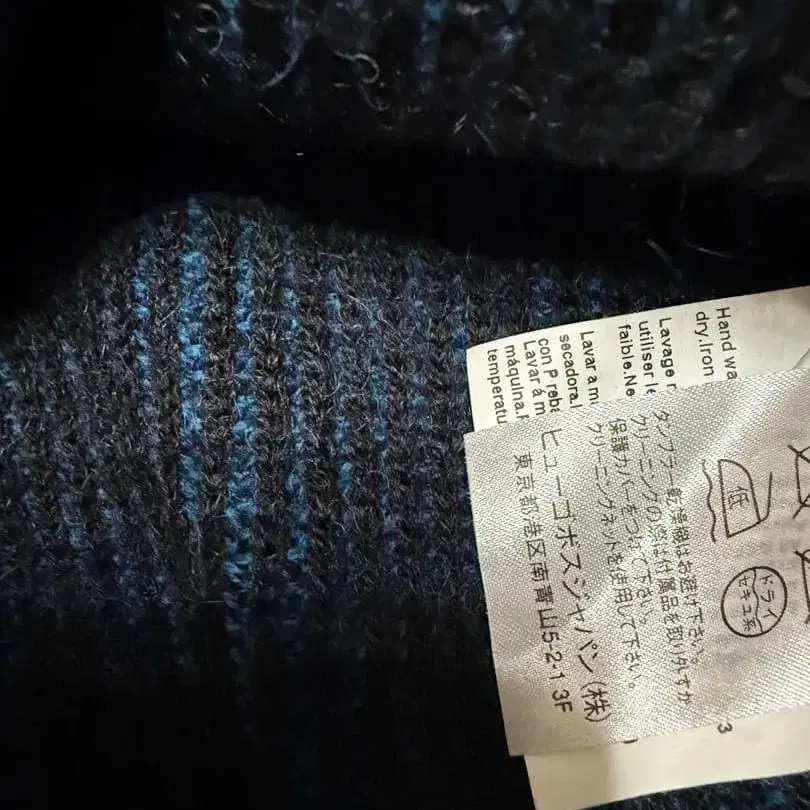 Hand wa
dry.Iron
Lavage
utiliser le
faible.Ne
Lavar a m
secadora.
con P reba
Lavar à m
máquina.
temperatu
低
ドライ
セキユ系
タンブラー乾燥機はお避け下さい。
クリーニングの際は付属品を取り外すか
保護カバーをつけて下さい。
クリーニングネットを使用して下さい。
ヒューゴボスジャパン(株)
東京都港区南青山5-2-1 3F
3